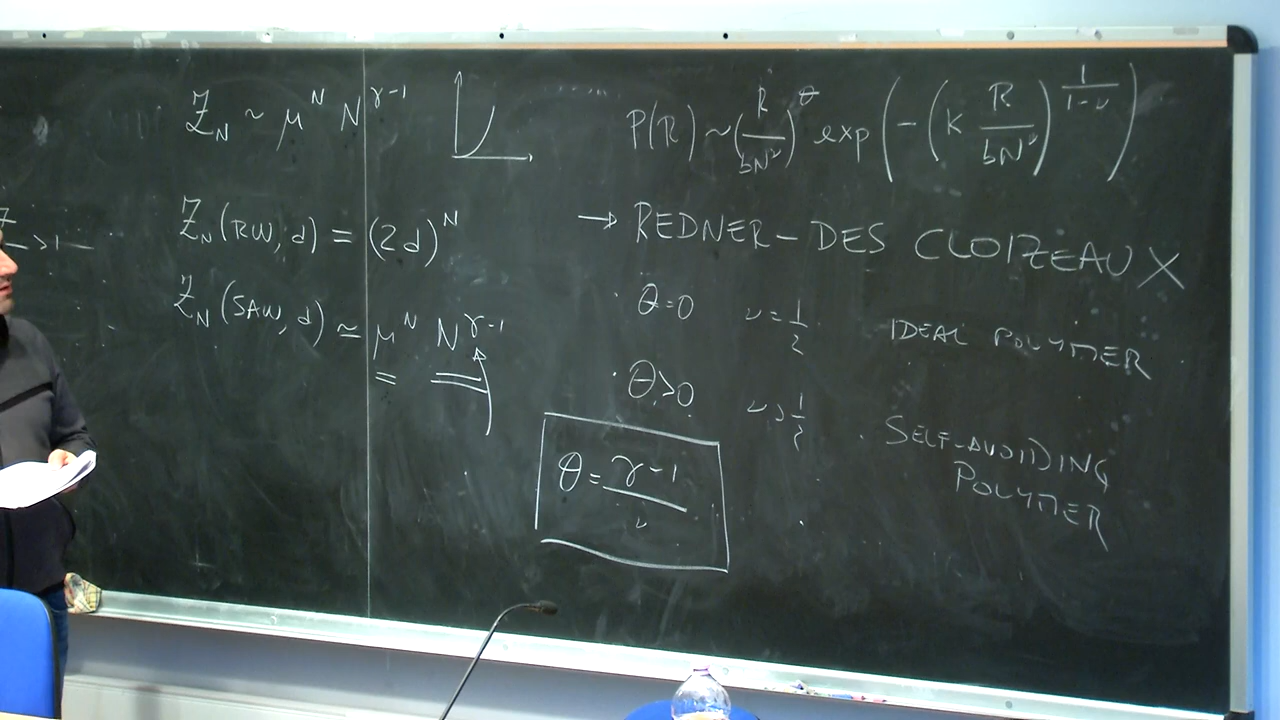 Z_N ~ μ^N N^{γ-1}
Z_N (RW, d) = (2d)^N
Z_N (SAW, d) ≃ μ^N N^{γ-1}
>1
P(R) ~ (R/bN^ν)^θ exp(-(K R/bN^ν)^{1/(1-ν)})
→ REDNER-DES CLOIZEAUX
θ=0 ν=1/2 IDEAL POLYMER
θ>0 ν>1/2 SELF-AVOIDING
POLYMER
θ = (γ-1)/ν